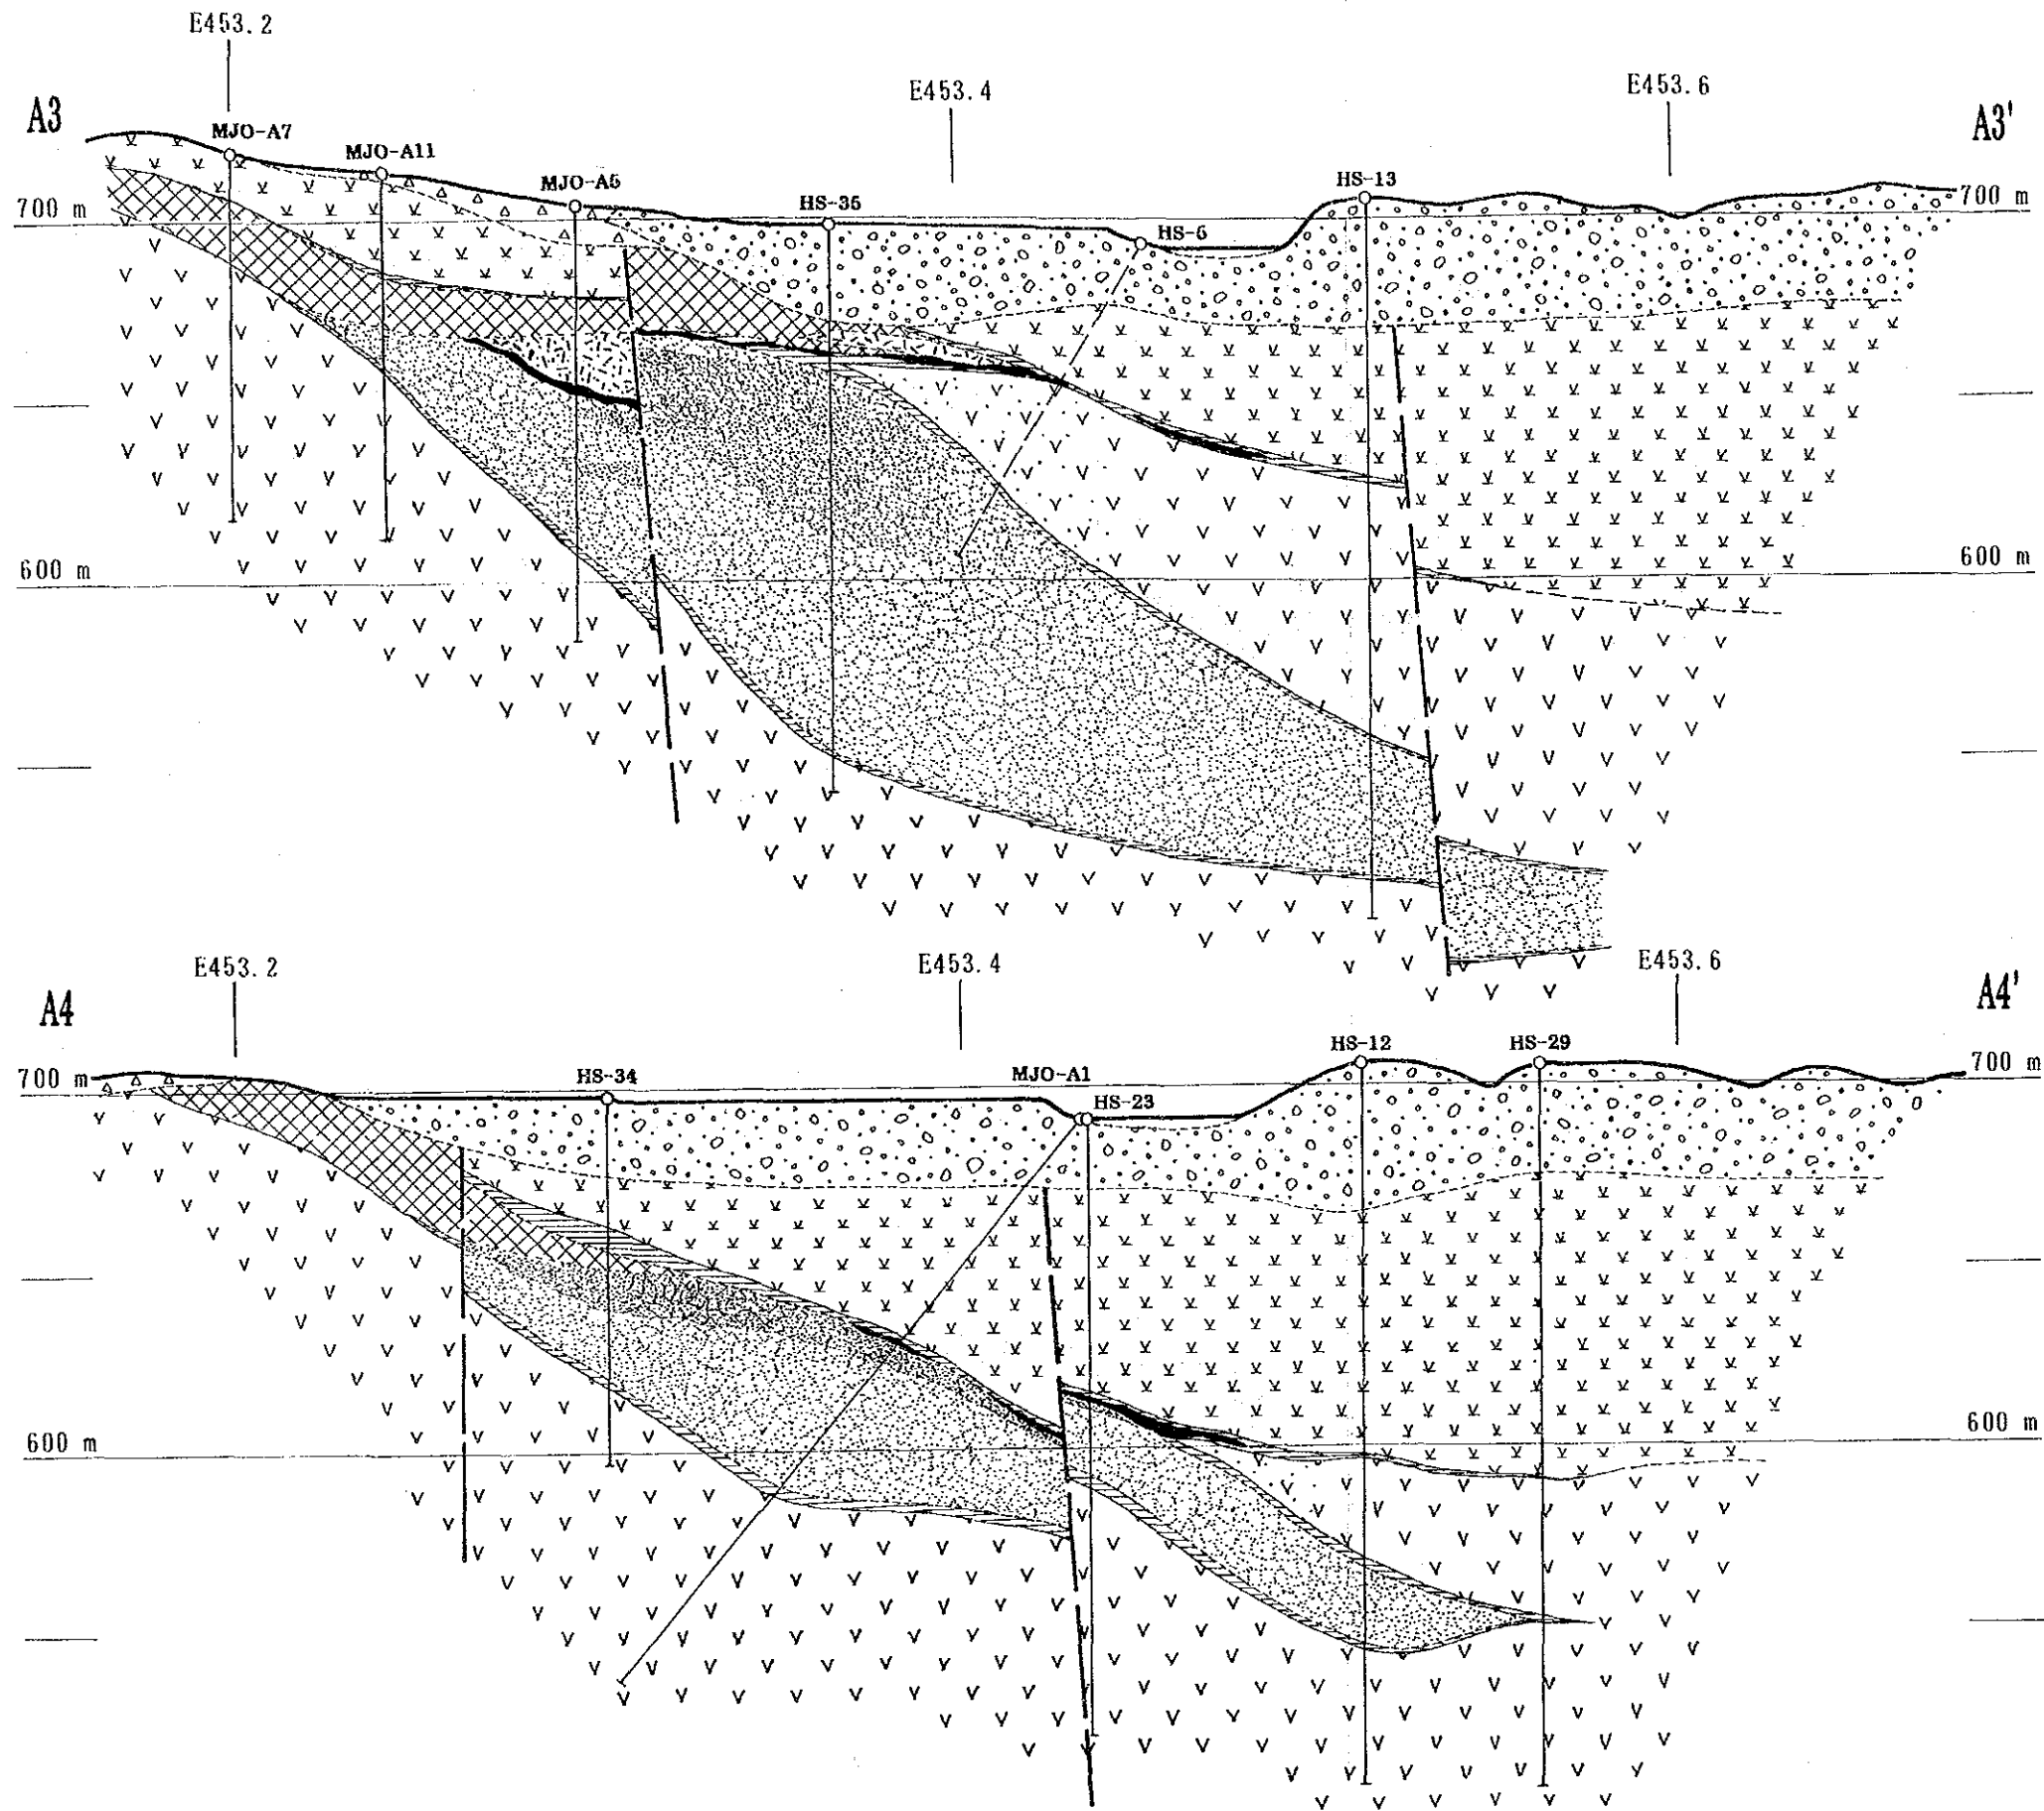 E453.2
E453.4
E453.6
A3
A3'
MJO-A7
MJO-A11
MJO-A5
HS-35
HS-6
HS-13
700 m
700 m
600 m
600 m
E453.2
E453.4
E453.6
A4
A4'
HS-34
MJO-A1
HS-23
HS-12
HS-29
700 m
700 m
600 m
600 m